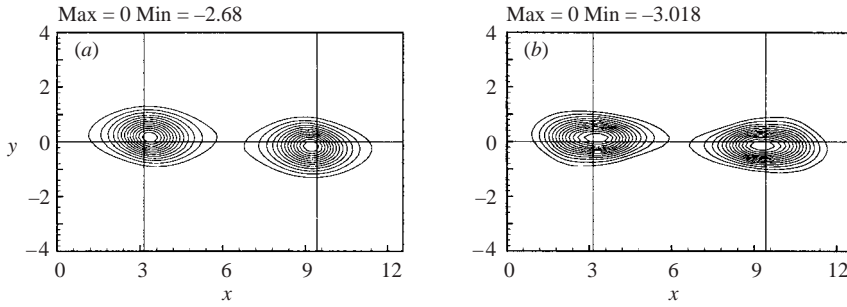 Max = 0 Min = –2.68
(a)
4
2
0
–2
–4
y
0
3
6
9
12
x
Max = 0 Min = –3.018
(b)
4
2
0
–2
–4
0
3
6
9
12
x